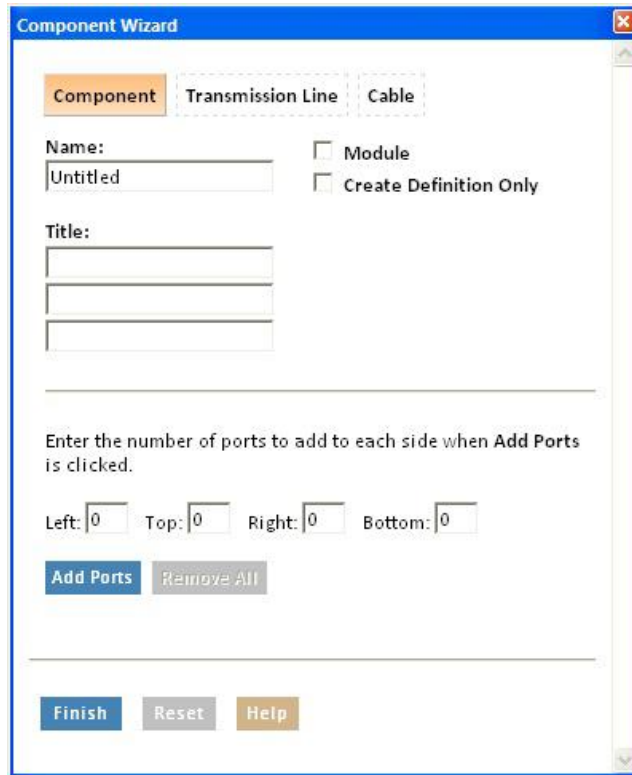 Component Wizard
Component Transmission Line Cable
Name:
Untitled
Module
Create Definition Only
Title:
Enter the number of ports to add to each side when Add Ports
is clicked.
Left: 0 Top: 0 Right: 0 Bottom: 0
Add Ports Remove All
Finish Reset Help